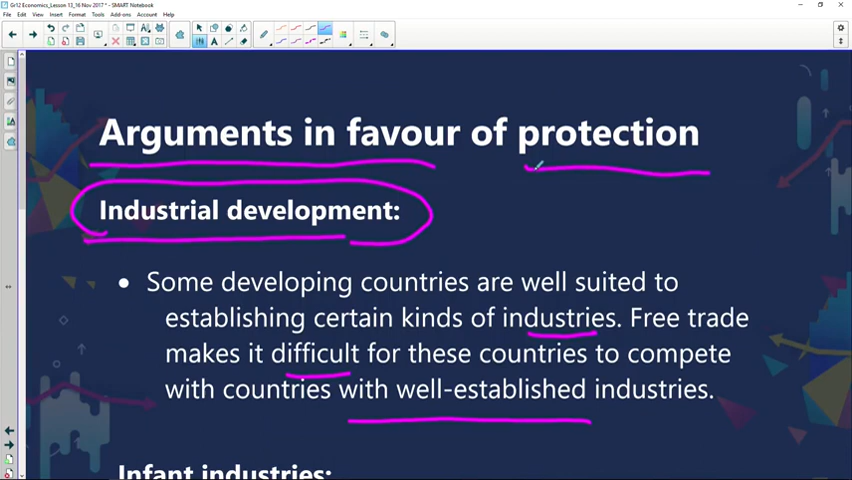 Gr12 Economics_Lesson 13_16 Nov 2017 * - SMART Notebook
File Edit View Insert Format Tools Add-ons Account Help
Arguments in favour of protection
Industrial development:
• Some developing countries are well suited to
establishing certain kinds of industries. Free trade
makes it difficult for these countries to compete
with countries with well-established industries.
Infant industries: